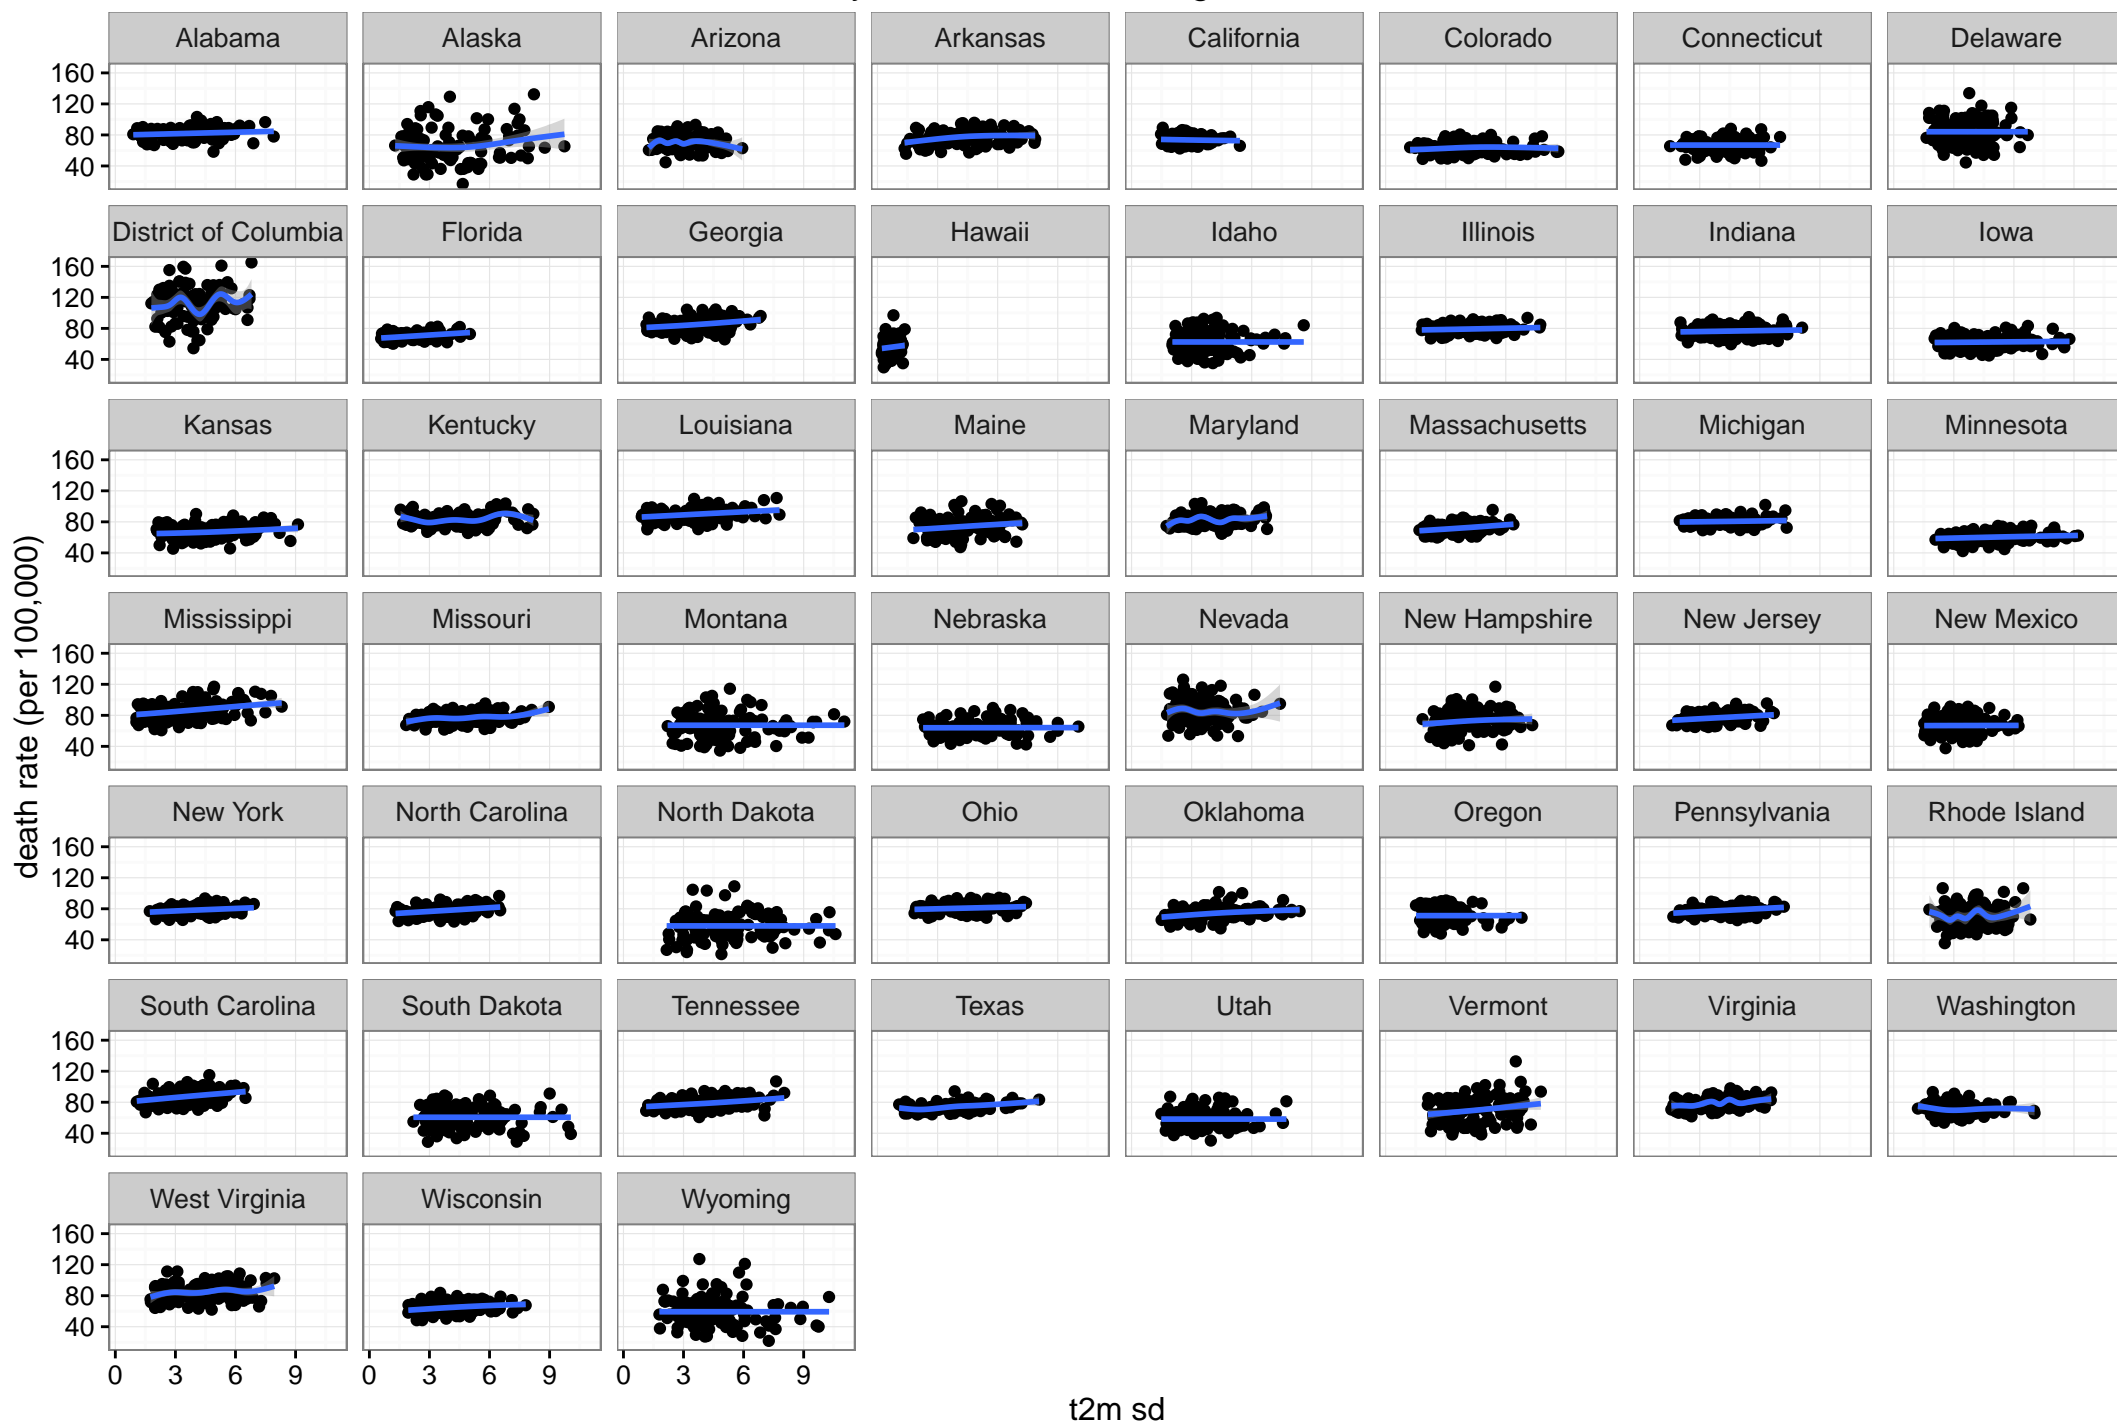 Alabama Alaska Arizona Arkansas California Colorado Connecticut Delaware
160
120
80
40
District of Columbia Florida Georgia Hawaii Idaho Illinois Indiana Iowa
160
120
80
40
Kansas Kentucky Louisiana Maine Maryland Massachusetts Michigan Minnesota
160
120
80
40
Mississippi Missouri Montana Nebraska Nevada New Hampshire New Jersey New Mexico
160
120
80
40
New York North Carolina North Dakota Ohio Oklahoma Oregon Pennsylvania Rhode Island
160
120
80
40
South Carolina South Dakota Tennessee Texas Utah Vermont Virginia Washington
160
120
80
40
West Virginia Wisconsin Wyoming
160
120
80
40
0 3 6 9 0 3 6 9 0 3 6 9
death rate (per 100,000)
t2m sd